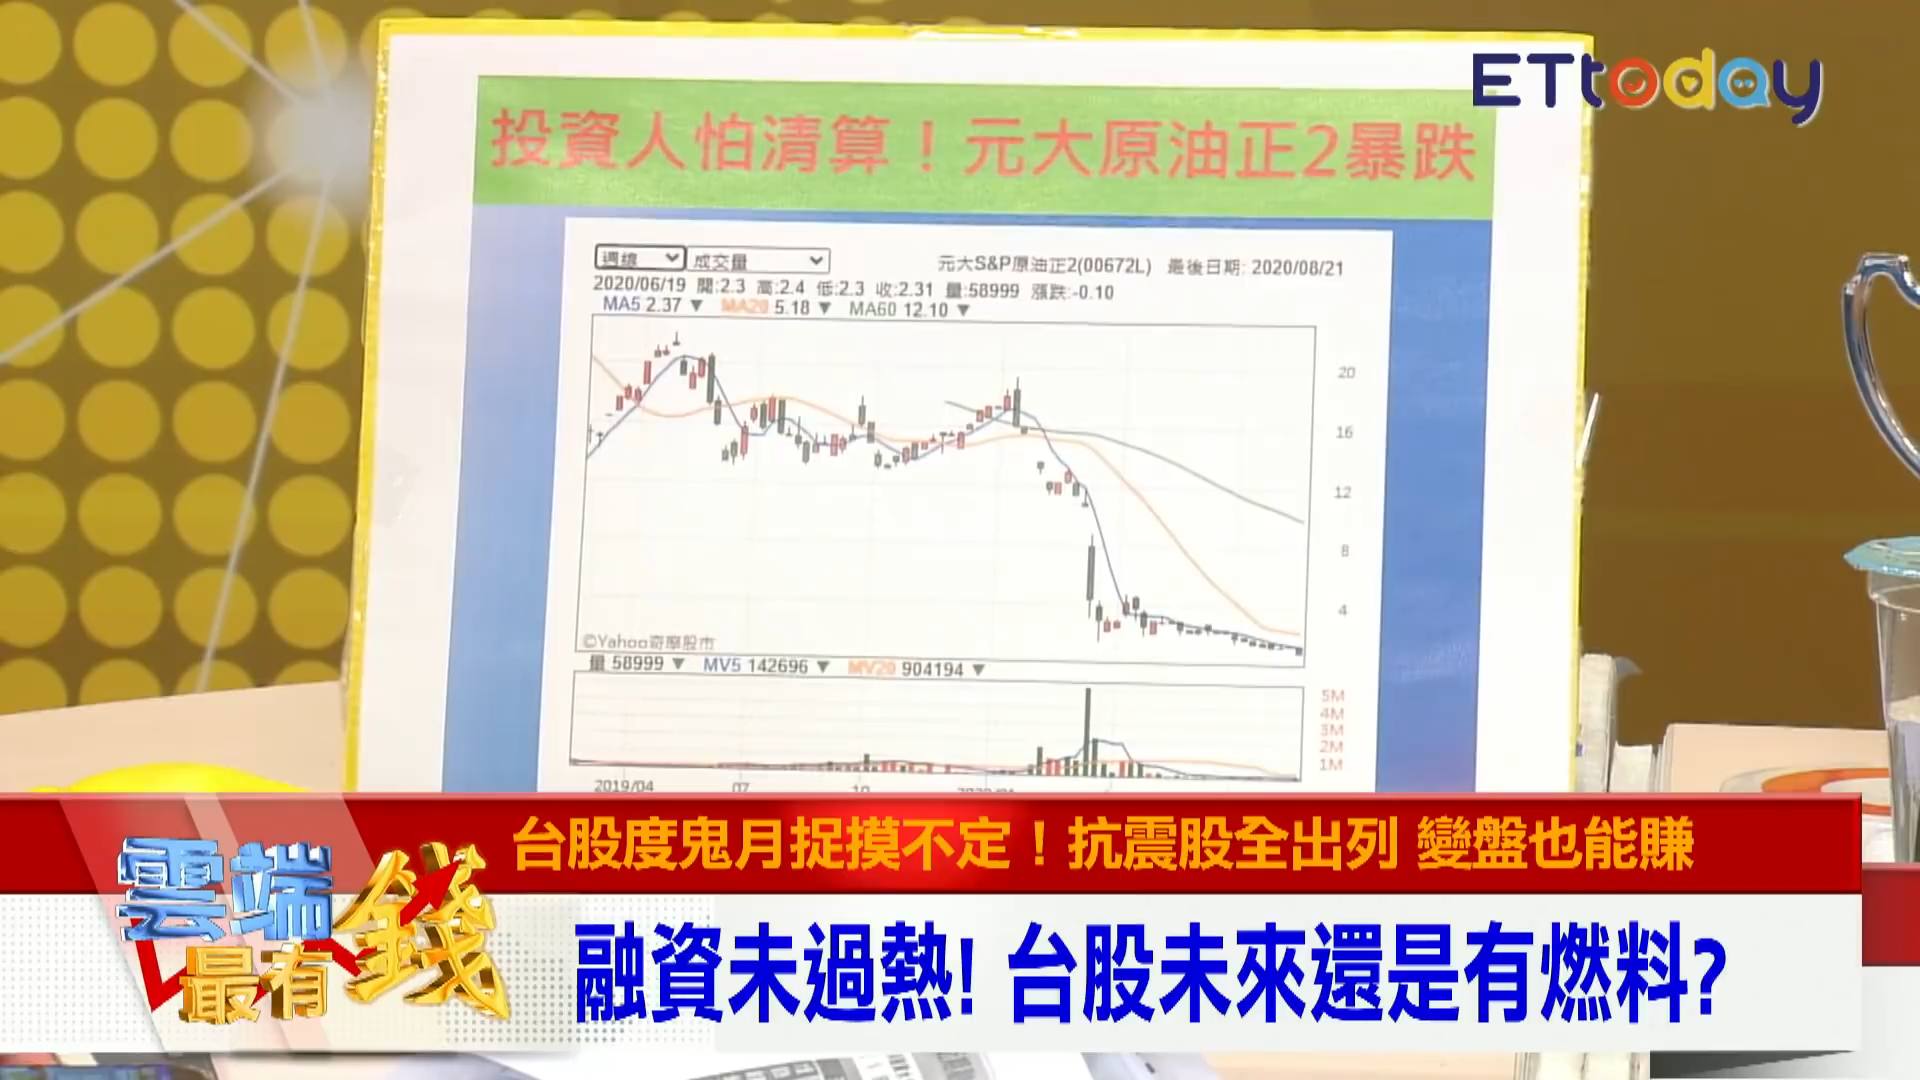 ETtoday
投資人怕清算！元大原油正2暴跌
週線 成交量 元大S&P原油正2(00672L) 最後日期: 2020/08/21
2020/06/19 開:2.3 高:2.4 低:2.3 收:2.31 量:58999 漲跌:-0.10
MA5 2.37 ▼ MA20 5.18 ▼ MA60 12.10 ▼
20
16
12
8
4
©Yahoo奇摩股市
量 58999 ▼ MV5 142696 ▼ MV20 904194 ▼
5M
4M
3M
2M
1M
2019/04 07 10
台股度鬼月捉摸不定！抗震股全出列 變盤也能賺
雲端最有錢
融資未過熱! 台股未來還是有燃料?